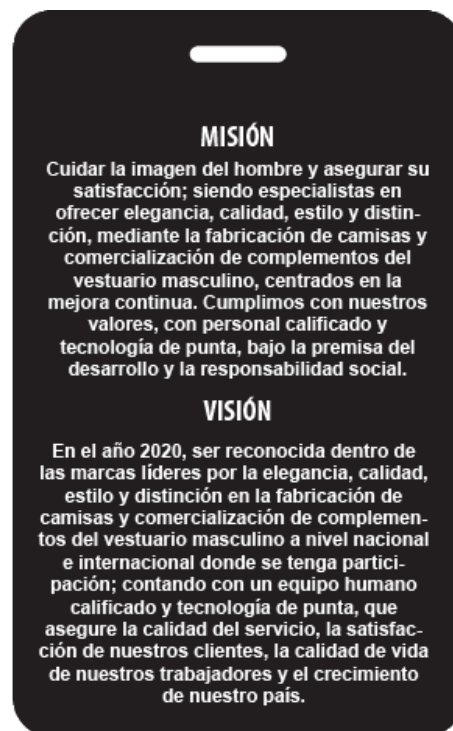 MISIÓN
Cuidar la imagen del hombre y asegurar su
satisfacción; siendo especialistas en
ofrecer elegancia, calidad, estilo y distin-
ción, mediante la fabricación de camisas y
comercialización de complementos del
vestuario masculino, centrados en la
mejora continua. Cumplimos con nuestros
valores, con personal calificado y
tecnología de punta, bajo la premisa del
desarrollo y la responsabilidad social.
VISIÓN
En el año 2020, ser reconocida dentro de
las marcas líderes por la elegancia, calidad,
estilo y distinción en la fabricación de
camisas y comercialización de complemen-
tos del vestuario masculino a nivel nacional
e internacional donde se tenga partici-
pación; contando con un equipo humano
calificado y tecnología de punta, que
asegure la calidad del servicio, la satisfac-
ción de nuestros clientes, la calidad de vida
de nuestros trabajadores y el crecimiento
de nuestro país.